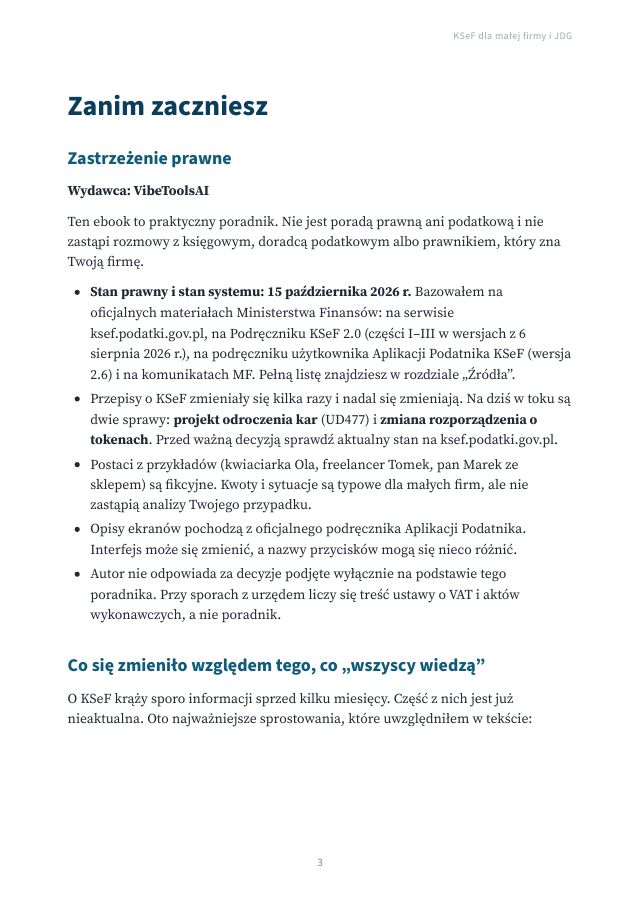 KSeF dla małej firmy i JDG
Zanim zaczniesz
Zastrzeżenie prawne
Wydawca: VibeToolsAI
Ten ebook to praktyczny poradnik. Nie jest poradą prawną ani podatkową i nie
zastąpi rozmowy z księgowym, doradcą podatkowym albo prawnikiem, który zna
Twoją firmę.
• Stan prawny i stan systemu: 15 października 2026 r. Bazowałem na
oficjalnych materiałach Ministerstwa Finansów: na serwisie
ksef.podatki.gov.pl, na Podręczniku KSeF 2.0 (części I–III w wersjach z 6
sierpnia 2026 r.), na podręczniku użytkownika Aplikacji Podatnika KSeF (wersja
2.6) i na komunikatach MF. Pełną listę znajdziesz w rozdziale „Źródła”.
• Przepisy o KSeF zmieniały się kilka razy i nadal się zmieniają. Na dziś w toku są
dwie sprawy: projekt odroczenia kar (UD477) i zmiana rozporządzenia o
tokenach. Przed ważną decyzją sprawdź aktualny stan na ksef.podatki.gov.pl.
• Postaci z przykładów (kwiaciarka Ola, freelancer Tomek, pan Marek ze
sklepem) są fikcyjne. Kwoty i sytuacje są typowe dla małych firm, ale nie
zastąpią analizy Twojego przypadku.
• Opisy ekranów pochodzą z oficjalnego podręcznika Aplikacji Podatnika.
Interfejs może się zmienić, a nazwy przycisków mogą się nieco różnić.
• Autor nie odpowiada za decyzje podjęte wyłącznie na podstawie tego
poradnika. Przy sporach z urzędem liczy się treść ustawy o VAT i aktów
wykonawczych, a nie poradnik.
Co się zmieniło względem tego, co „wszyscy wiedzą”
O KSeF krąży sporo informacji sprzed kilku miesięcy. Część z nich jest już
nieaktualna. Oto najważniejsze sprostowania, które uwzględniłem w tekście:
3